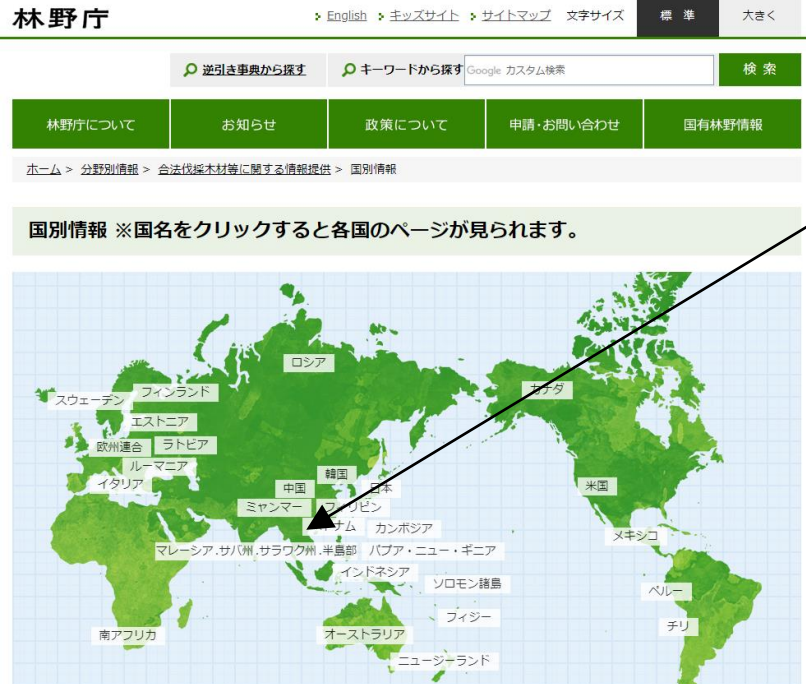 林野庁
English キッズサイト サイトマップ 文字サイズ 標 準 大きく
逆引き事典から探す キーワードから探す Google カスタム検索 検 索
林野庁について お知らせ 政策について 申請・お問い合わせ 国有林野情報
ホーム > 分野別情報 > 合法伐採木材等に関する情報提供 > 国別情報
国別情報 ※国名をクリックすると各国のページが見られます。
ロシア
カナダ
スウェーデン フィンランド
エストニア
欧州連合 ラトビア
ルーマニア
イタリア
韓国
中国 日本
米国
ミャンマー フィリピン
ナム カンボジア
メキシコ
マレーシア.サバ州.サラワク州.半島部 パプア・ニュー・ギニア
インドネシア
ソロモン諸島
ペルー
フィジー
チリ
南アフリカ オーストラリア
ニュージーランド